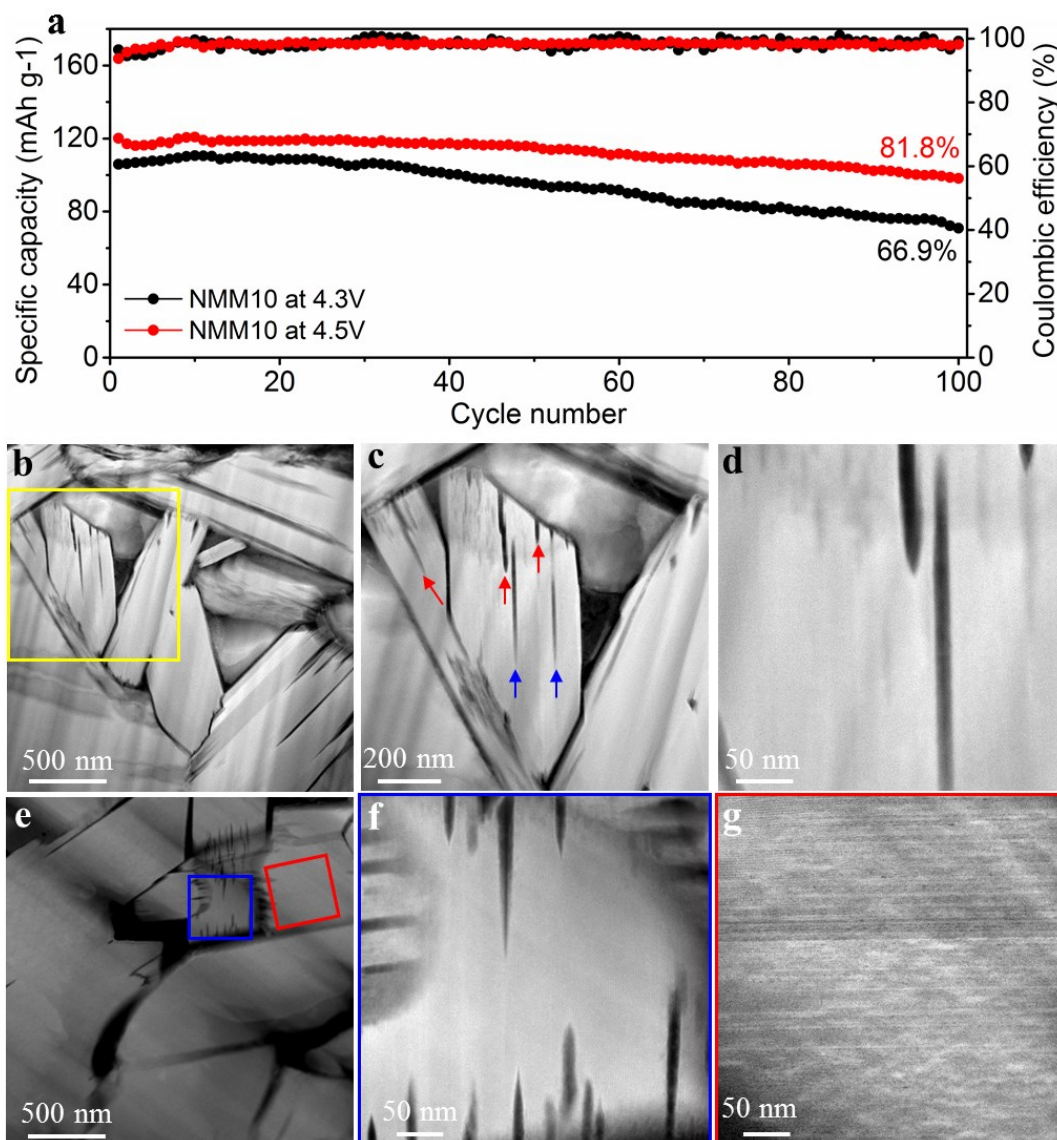 a
Specific capacity (mAh g-1)
160
120
80
40
0
100
80
60
40
20
0
Coulombic efficiency (%)
81.8%
66.9%
NMM10 at 4.3V
NMM10 at 4.5V
0 20 40 60 80 100
Cycle number
b
500 nm
c
200 nm
d
50 nm
e
500 nm
f
50 nm
g
50 nm